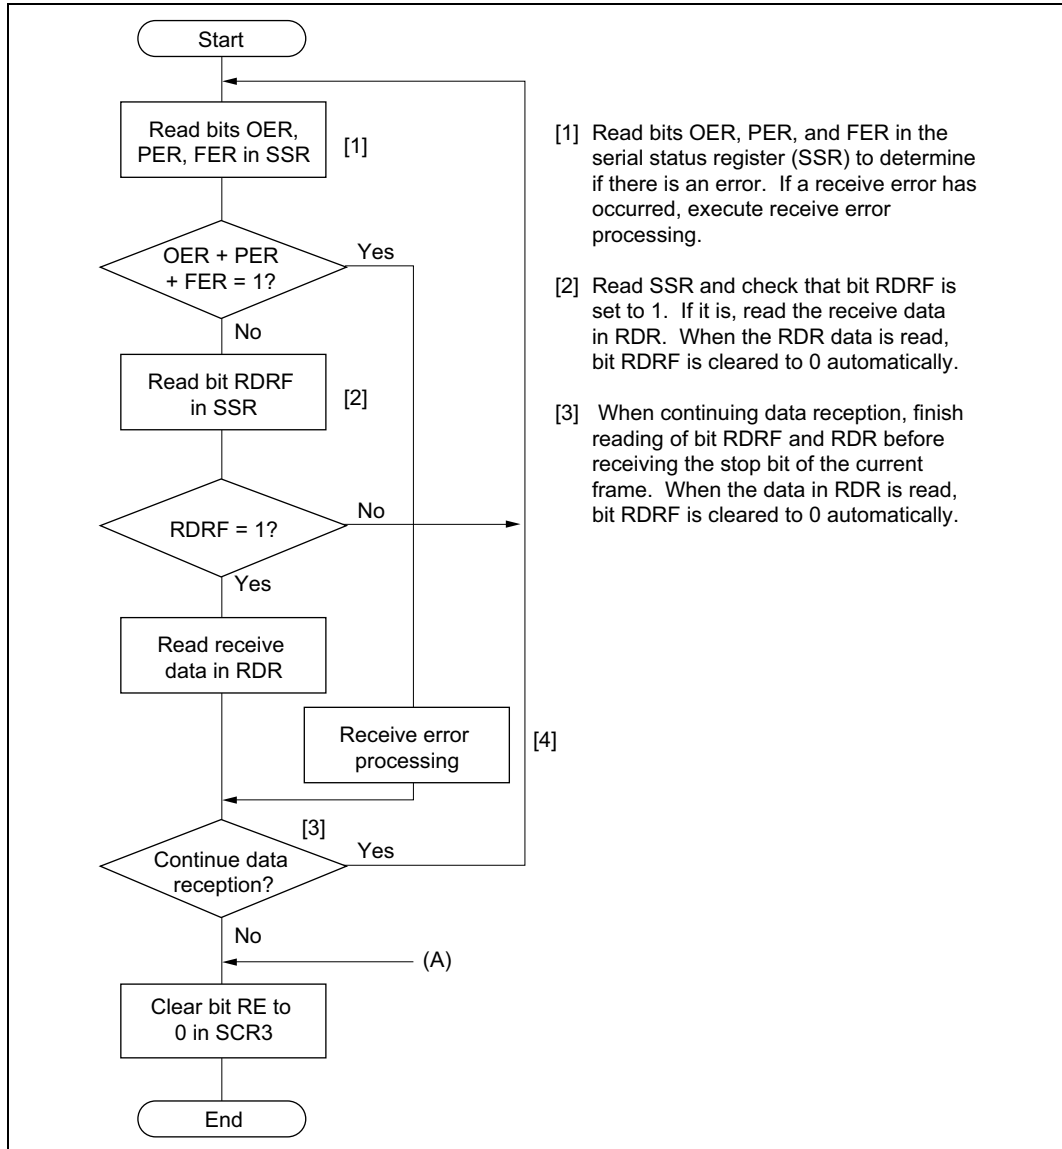 Start
Read bits OER,
PER, FER in SSR
[1]
OER + PER
+ FER = 1?
Yes
No
Read bit RDRF
in SSR
[2]
RDRF = 1?
No
Yes
Read receive
data in RDR
Receive error
processing
[4]
[3]
Continue data
reception?
Yes
No
(A)
Clear bit RE to
0 in SCR3
End
[1] Read bits OER, PER, and FER in the
serial status register (SSR) to determine
if there is an error. If a receive error has
occurred, execute receive error
processing.
[2] Read SSR and check that bit RDRF is
set to 1. If it is, read the receive data
in RDR. When the RDR data is read,
bit RDRF is cleared to 0 automatically.
[3] When continuing data reception, finish
reading of bit RDRF and RDR before
receiving the stop bit of the current
frame. When the data in RDR is read,
bit RDRF is cleared to 0 automatically.